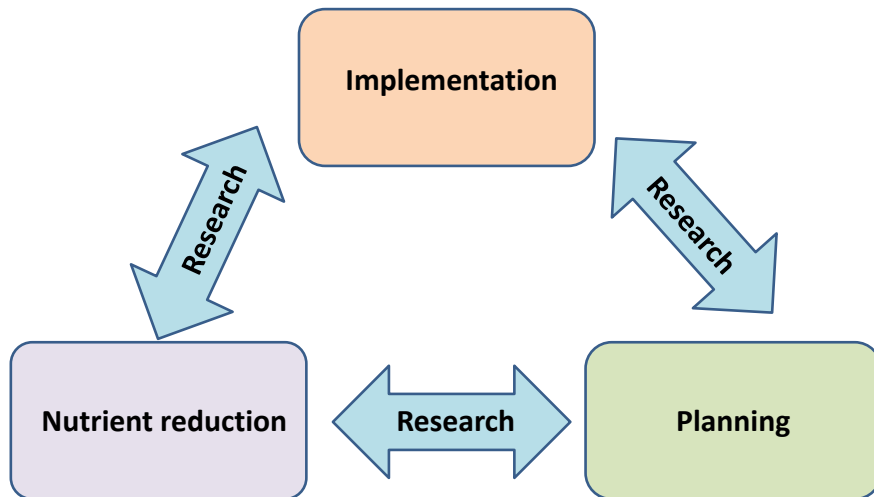 Implementation
Research
Research
Nutrient reduction
Research
Planning